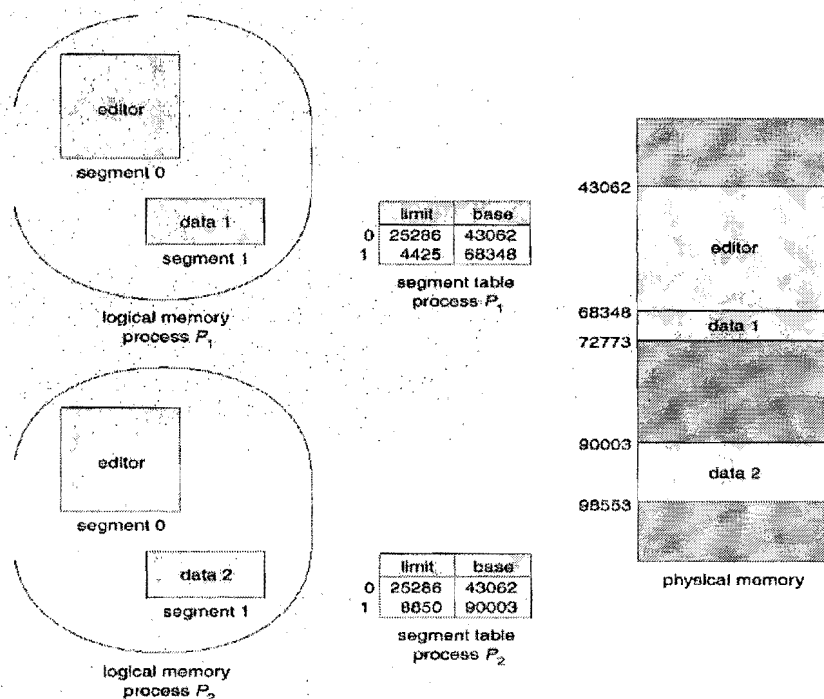 editor
segment 0
data 1
segment 1
logical memory
process P1
limit base
0 25286 43062
1 4425 68348
segment table
process P1
editor
segment 0
data 2
segment 1
logical memory
process P2
limit base
0 25286 43062
1 8850 90003
segment table
process P2
43062
editor
68348
data 1
72773
90003
data 2
98553
physical memory